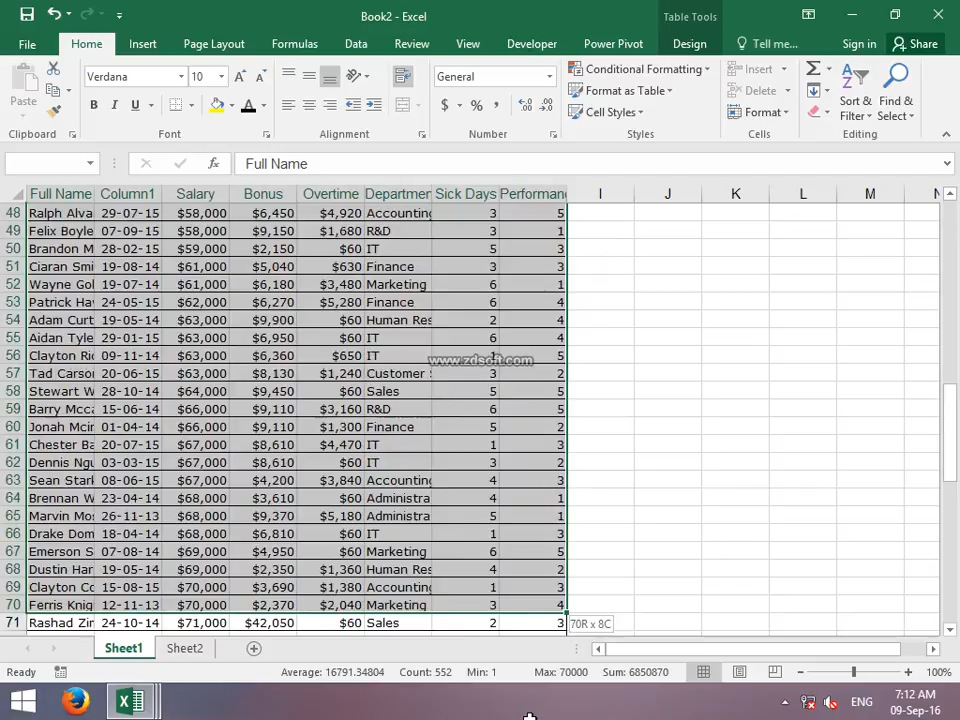 Book2 - Excel
Table Tools
File Home Insert Page Layout Formulas Data Review View Developer Power Pivot Design Tell me... Sign in Share
Verdana 10 General Conditional Formatting Insert
Paste B I U A $ % , Format as Table Delete Sort & Find &
Cell Styles Format Filter Select
Clipboard Font Alignment Number Styles Cells Editing
fx Full Name
Full Name Column1 Salary Bonus Overtime Departmen Sick Days Performanc I J K L M N
48 Ralph Alva 29-07-15 $58,000 $6,450 $4,920 Accounting 3 5
49 Felix Boyle 07-09-15 $58,000 $9,150 $1,680 R&D 3 1
50 Brandon M 28-02-15 $59,000 $2,150 $60 IT 5 3
51 Ciaran Smi 19-08-14 $61,000 $5,040 $630 Finance 3 3
52 Wayne Gol 19-07-14 $61,000 $6,180 $3,480 Marketing 6 1
53 Patrick Ha 24-05-15 $62,000 $6,270 $5,280 Finance 6 4
54 Adam Curt 19-05-14 $63,000 $9,900 $60 Human Res 2 4
55 Aidan Tyle 29-01-15 $63,000 $6,950 $60 IT 6 4
56 Clayton Ric 09-11-14 $63,000 $6,360 $650 IT 1 5
www.zdsoft.com
57 Tad Carson 20-06-15 $63,000 $8,130 $1,240 Customer 3 2
58 Stewart W 28-10-14 $64,000 $9,450 $60 Sales 5 5
59 Barry Mcca 15-06-14 $66,000 $9,110 $3,160 R&D 6 5
60 Jonah Mcin 01-04-14 $66,000 $9,110 $1,300 Finance 5 2
61 Chester Ba 20-07-15 $67,000 $8,610 $4,470 IT 1 3
62 Dennis Ngu 03-03-15 $67,000 $8,610 $60 IT 3 2
63 Sean Stark 08-06-15 $67,000 $4,200 $3,840 Accounting 4 3
64 Brennan W 23-04-14 $68,000 $3,610 $60 Administra 4 1
65 Marvin Mos 26-11-13 $68,000 $9,370 $5,180 Administra 5 1
66 Drake Dom 18-04-14 $68,000 $6,810 $60 IT 1 3
67 Emerson S 07-08-14 $69,000 $4,950 $60 Marketing 6 5
68 Dustin Har 19-05-14 $69,000 $2,350 $1,360 Human Res 4 2
69 Clayton Co 15-08-15 $70,000 $3,690 $1,380 Accounting 1 3
70 Ferris Knig 12-11-13 $70,000 $2,370 $2,040 Marketing 3 4
71 Rashad Zir 24-10-14 $71,000 $42,050 $60 Sales 2 3 70R x 8C
Sheet1 Sheet2
Ready Average: 16791.34804 Count: 552 Min: 1 Max: 70000 Sum: 6850870 100%
ENG 7:12 AM
09-Sep-16